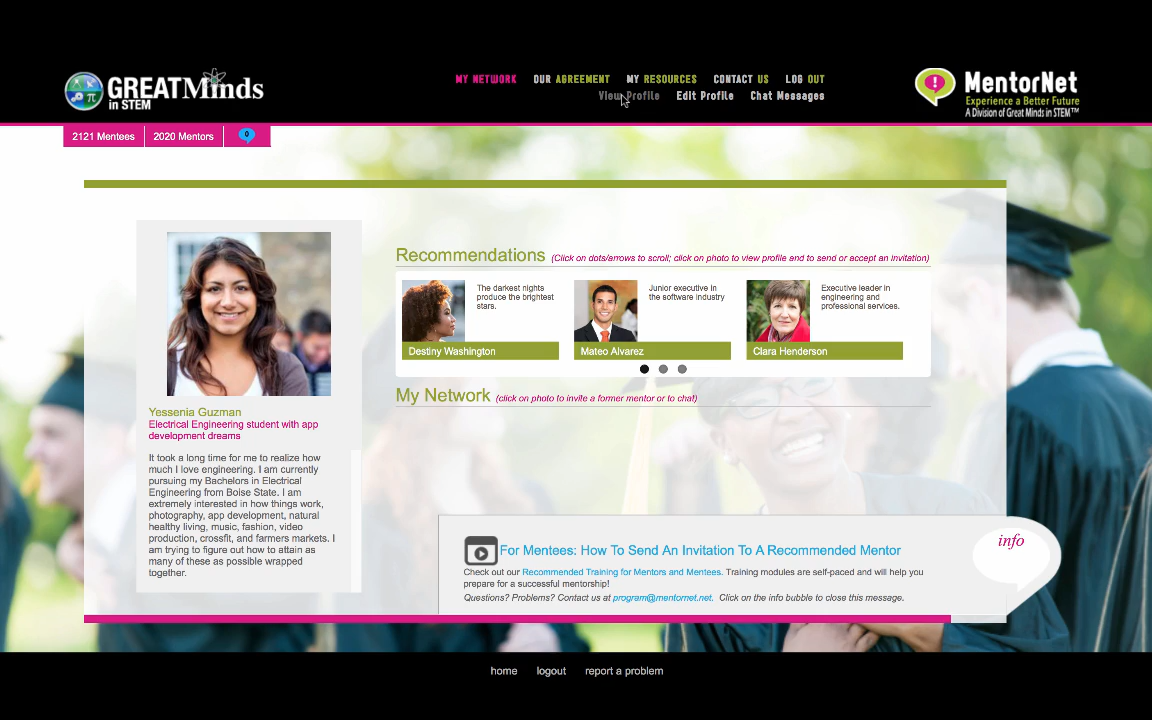 GREATMinds
in STEM
MY NETWORK OUR AGREEMENT MY RESOURCES CONTACT US LOG OUT
View Profile Edit Profile Chat Messages
MentorNet
Experience a Better Future
A Division of Great Minds in STEM™
2121 Mentees 2020 Mentors 0
Yessenia Guzman
Electrical Engineering student with app
development dreams
It took a long time for me to realize how
much I love engineering. I am currently
pursuing my Bachelors in Electrical
Engineering from Boise State. I am
extremely interested in how things work,
photography, app development, natural
healthy living, music, fashion, video
production, crossfit, and farmers markets. I
am trying to figure out how to attain as
many of these as possible wrapped
together.
Recommendations (Click on dots/arrows to scroll; click on photo to view profile and to send or accept an invitation)
The darkest nights
produce the brightest
stars.
Destiny Washington
Junior executive in
the software industry
Mateo Alvarez
Executive leader in
engineering and
professional services.
Clara Henderson
My Network (click on photo to invite a former mentor or to chat)
For Mentees: How To Send An Invitation To A Recommended Mentor
Check out our Recommended Training for Mentors and Mentees. Training modules are self-paced and will help you
prepare for a successful mentorship!
Questions? Problems? Contact us at program@mentornet.net. Click on the info bubble to close this message.
info
home logout report a problem